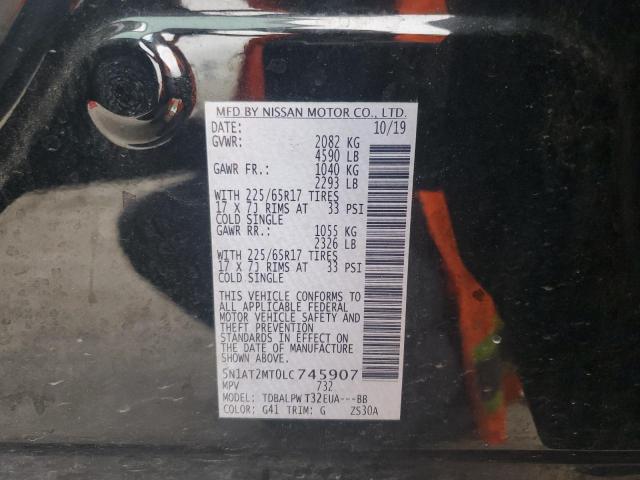 MFD BY NISSAN MOTOR CO., LTD.
DATE: 10/19
GVWR: 2082 KG
4590 LB
GAWR FR.: 1040 KG
2293 LB
WITH 225/65R17 TIRES
17 X 7J RIMS AT 33 PSI
COLD SINGLE
GAWR RR.: 1055 KG
2326 LB
WITH 225/65R17 TIRES
17 X 7J RIMS AT 33 PSI
COLD SINGLE
THIS VEHICLE CONFORMS TO
ALL APPLICABLE FEDERAL
MOTOR VEHICLE SAFETY AND
THEFT PREVENTION
STANDARDS IN EFFECT ON
THE DATE OF MANUFACTURE
SHOWN ABOVE.
5N1AT2MT0LC745907
MPV 732
MODEL: TDBALPW T32EUA---BB
COLOR: G41 TRIM: G ZS30A